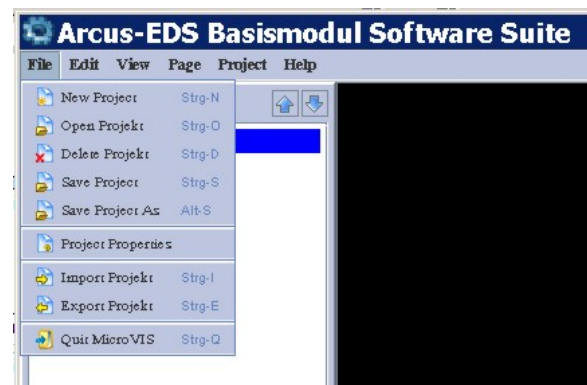 Arcus-EDS Basismodul Software Suite
File Edit View Page Project Help
New Project Strg-N
Open Projekt Strg-O
Delete Projekt Strg-D
Save Project Strg-S
Save Project As Alt-S
Project Properties
Import Projekt Strg-I
Export Projekt Strg-E
Quit MicroVIS Strg-Q